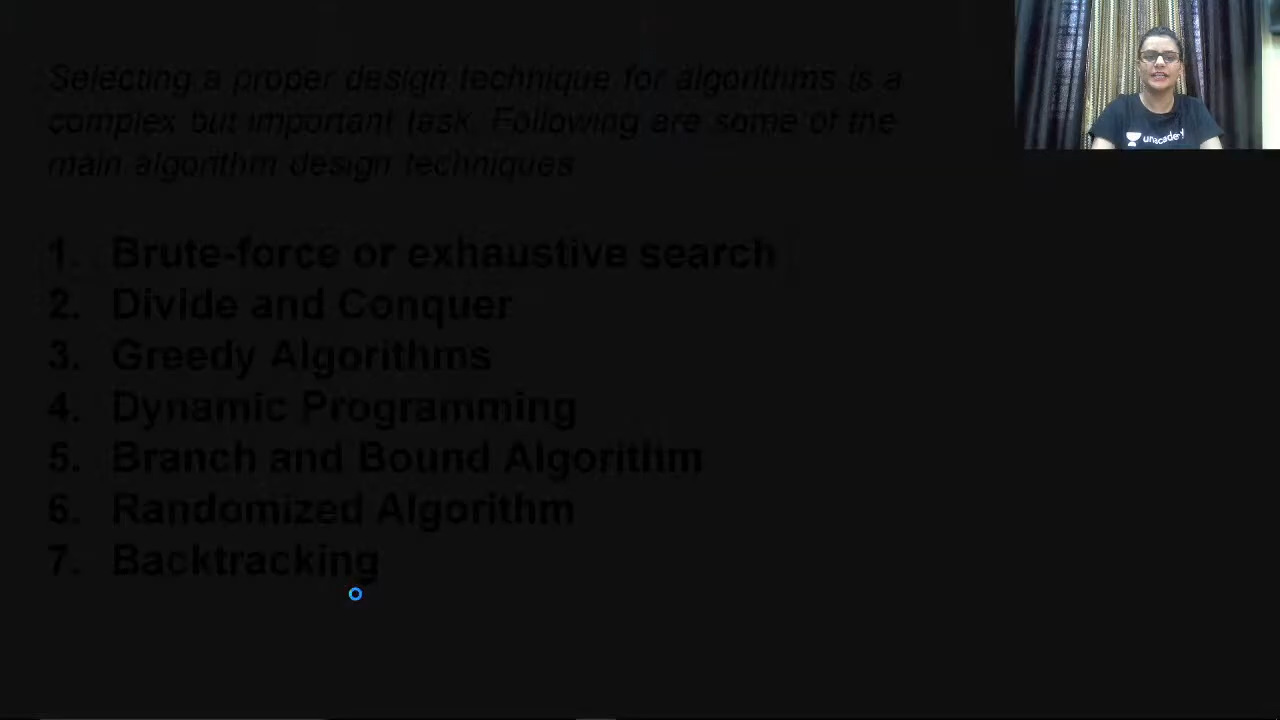 Selecting a proper design technique for algorithms is a
complex but important task. Following are some of the
main algorithm design techniques
1. Brute-force or exhaustive search
2. Divide and Conquer
3. Greedy Algorithms
4. Dynamic Programming
5. Branch and Bound Algorithm
6. Randomized Algorithm
7. Backtracking
unacademy